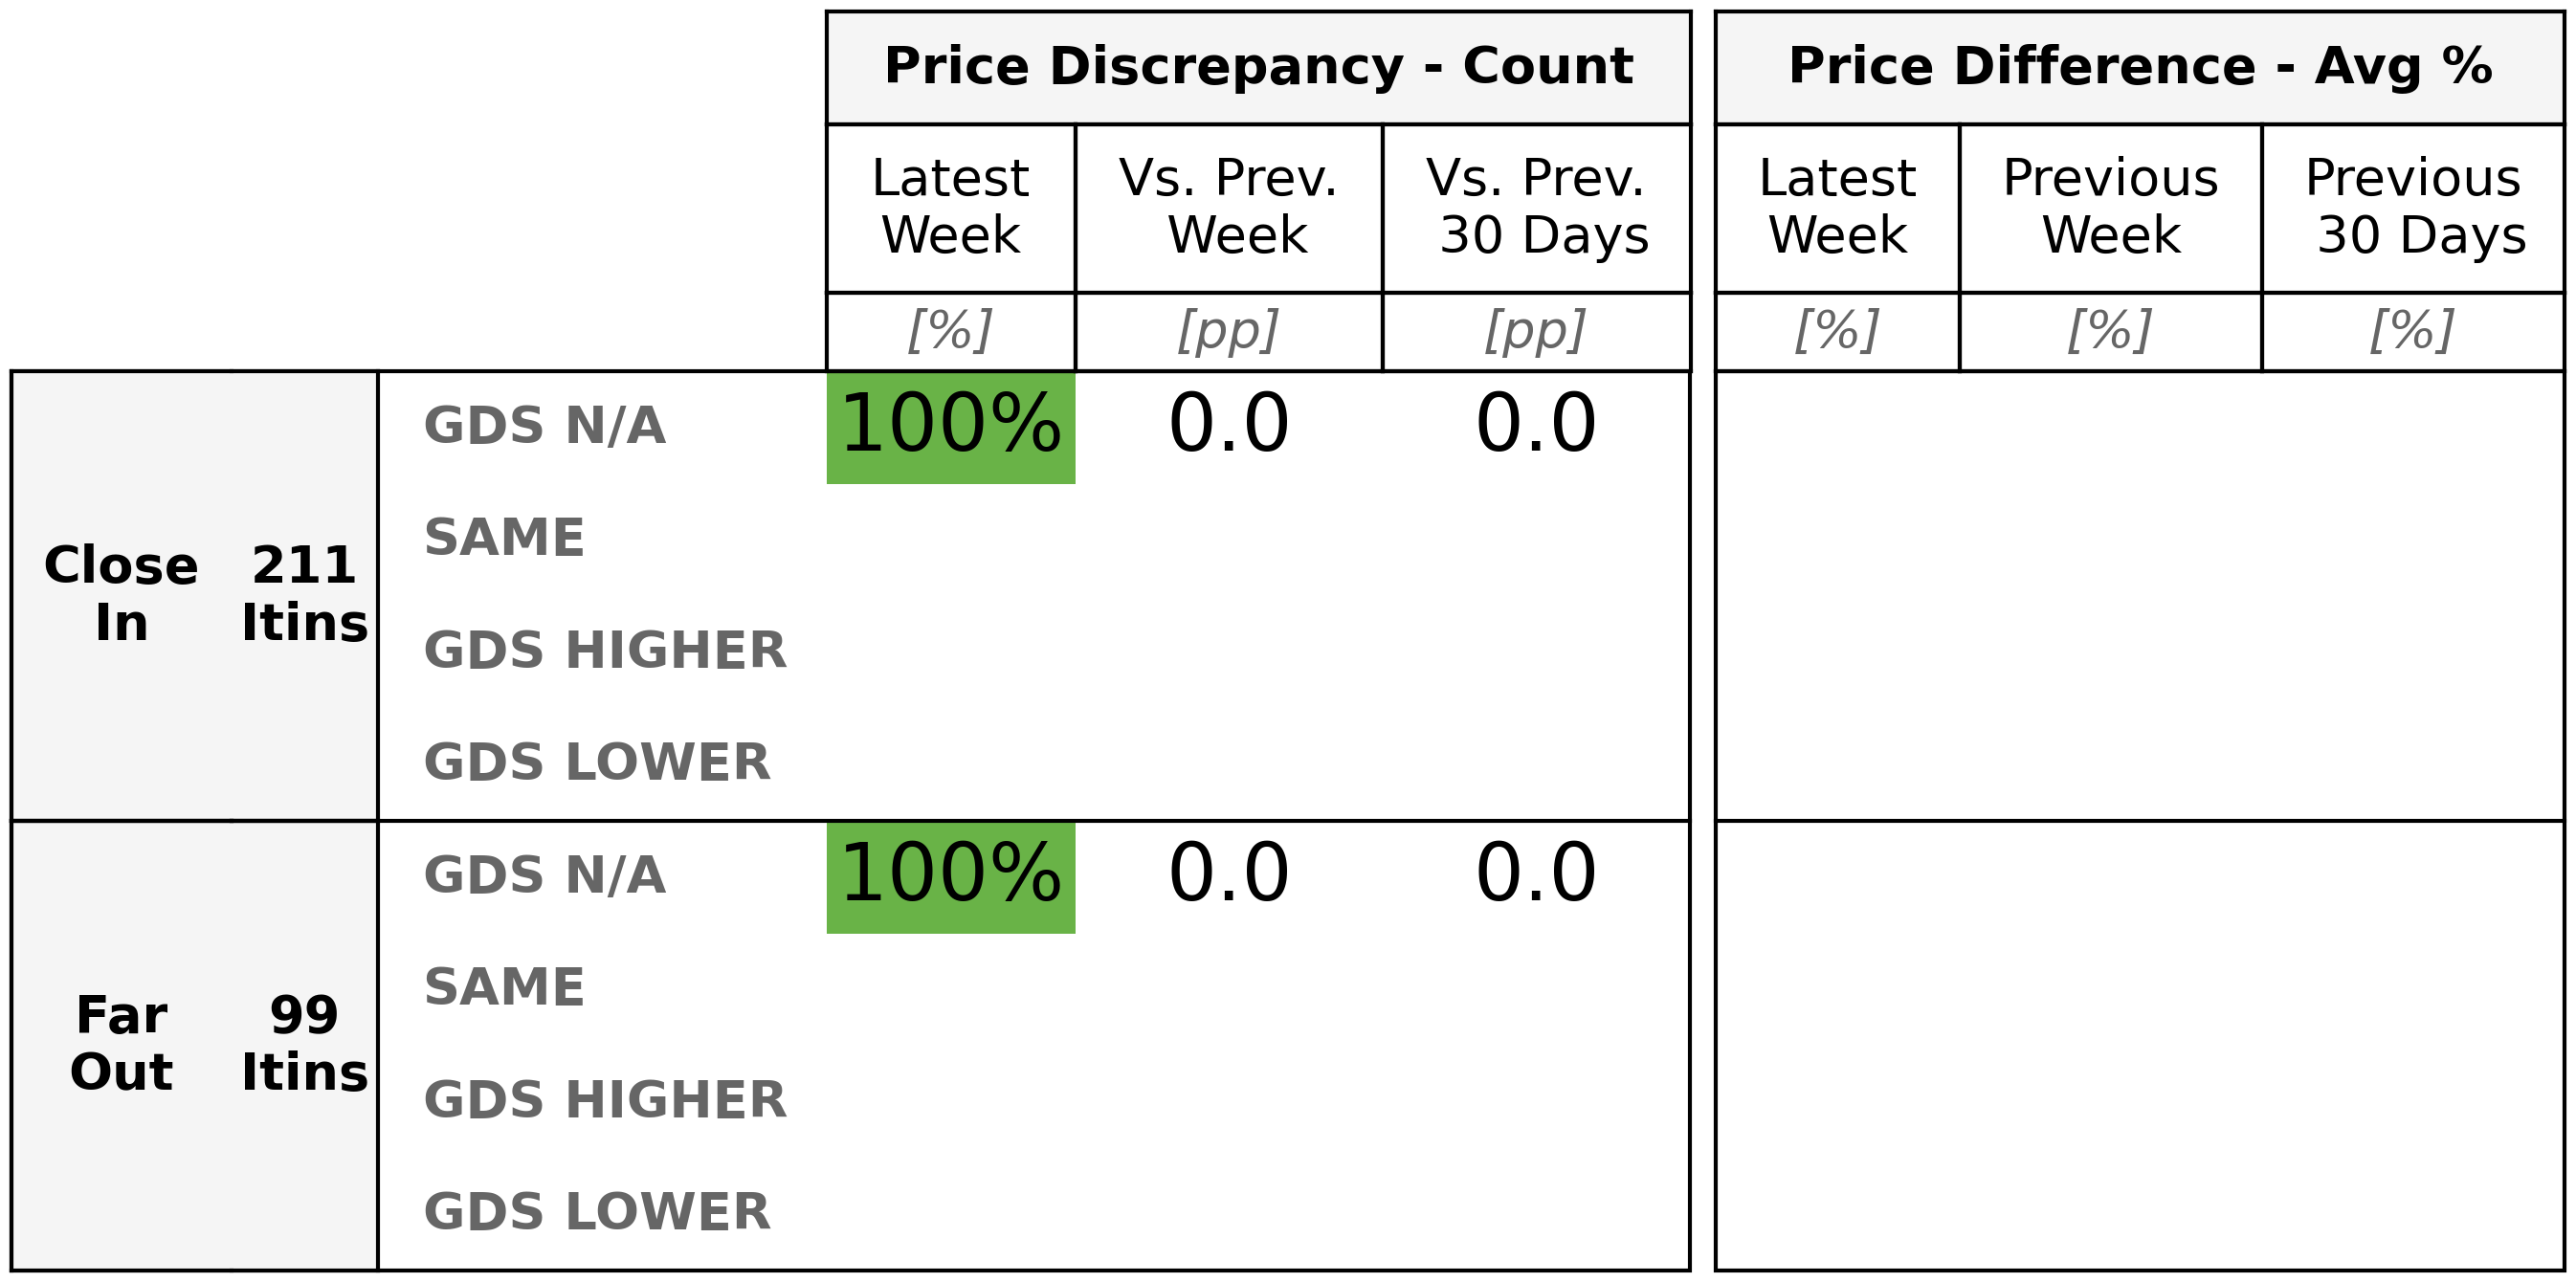 Price Discrepancy - Count Price Difference - Avg %
Latest Week Vs. Prev. Week Vs. Prev. 30 Days Latest Week Previous Week Previous 30 Days
[%] [pp] [pp] [%] [%] [%]
Close In 211 Itins
GDS N/A 100% 0.0 0.0
SAME
GDS HIGHER
GDS LOWER
Far Out 99 Itins
GDS N/A 100% 0.0 0.0
SAME
GDS HIGHER
GDS LOWER